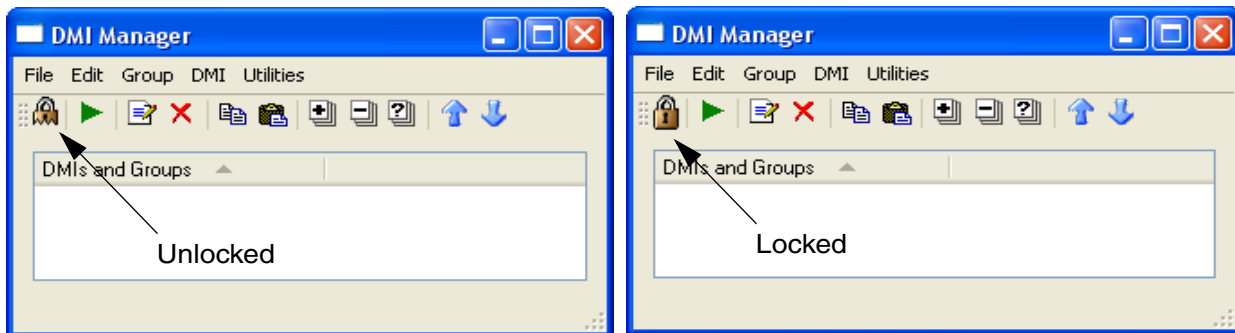 DMI Manager
File Edit Group DMI Utilities
DMIs and Groups
Unlocked
DMI Manager
File Edit Group DMI Utilities
DMIs and Groups
Locked